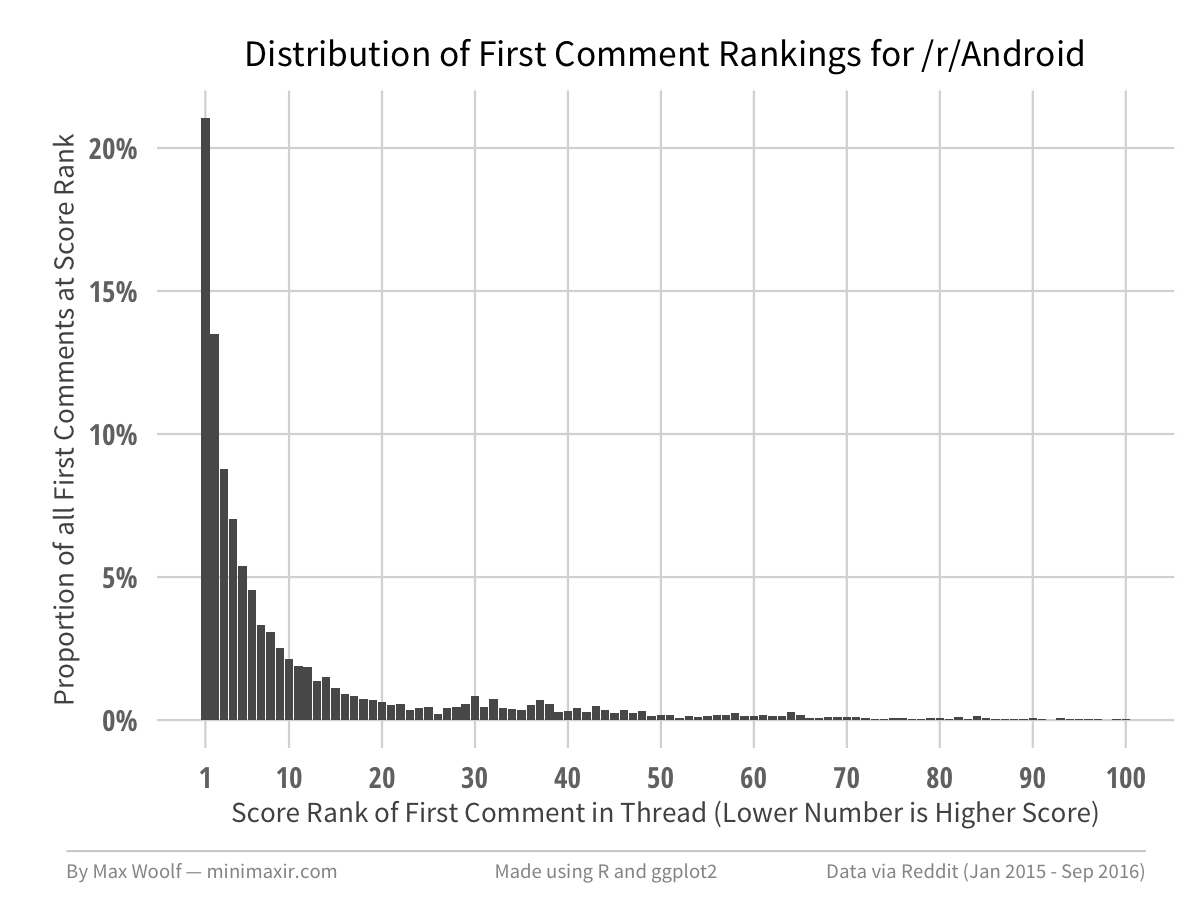 Distribution of First Comment Rankings for /r/Android
Proportion of all First Comments at Score Rank
20%
15%
10%
5%
0%
1 10 20 30 40 50 60 70 80 90 100
Score Rank of First Comment in Thread (Lower Number is Higher Score)
By Max Woolf — minimaxir.com Made using R and ggplot2 Data via Reddit (Jan 2015 - Sep 2016)